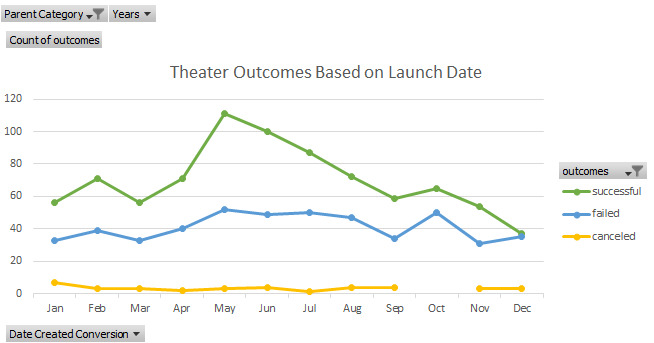 Parent Category Years
Count of outcomes
Theater Outcomes Based on Launch Date
120
100
80
60
40
20
0
Jan Feb Mar Apr May Jun Jul Aug Sep Oct Nov Dec
outcomes
successful
failed
canceled
Date Created Conversion